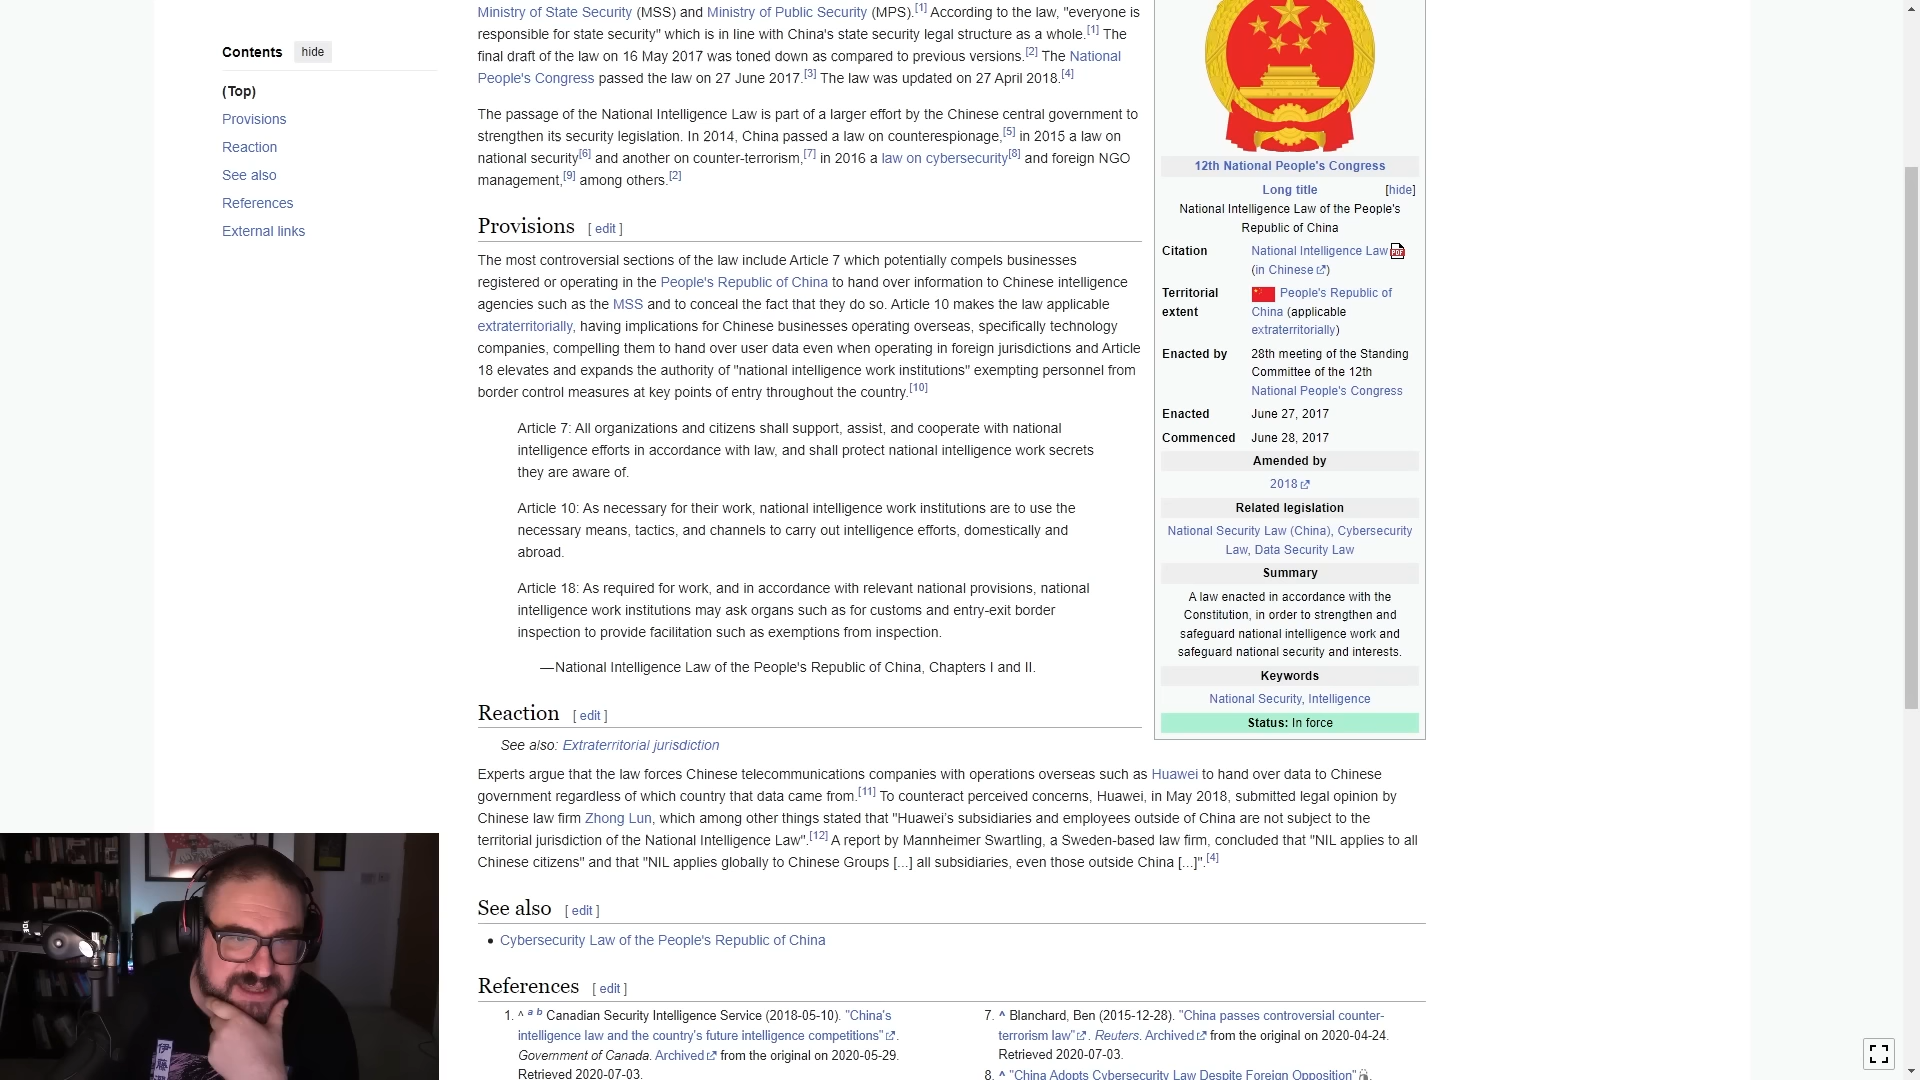 Ministry of State Security (MSS) and Ministry of Public Security (MPS).[1] According to the law, "everyone is
responsible for state security" which is in line with China's state security legal structure as a whole.[1] The
final draft of the law on 16 May 2017 was toned down as compared to previous versions.[2] The National
People's Congress passed the law on 27 June 2017.[3] The law was updated on 27 April 2018.[4]
The passage of the National Intelligence Law is part of a larger effort by the Chinese central government to
strengthen its security legislation. In 2014, China passed a law on counterespionage,[5] in 2015 a law on
national security[6] and another on counter-terrorism,[7] in 2016 a law on cybersecurity[8] and foreign NGO
management,[9] among others.[2]
Contents hide
(Top)
Provisions
Reaction
See also
References
External links
Provisions [ edit ]
The most controversial sections of the law include Article 7 which potentially compels businesses
registered or operating in the People's Republic of China to hand over information to Chinese intelligence
agencies such as the MSS and to conceal the fact that they do so. Article 10 makes the law applicable
extraterritorially, having implications for Chinese businesses operating overseas, specifically technology
companies, compelling them to hand over user data even when operating in foreign jurisdictions and Article
18 elevates and expands the authority of "national intelligence work institutions" exempting personnel from
border control measures at key points of entry throughout the country.[10]
Article 7: All organizations and citizens shall support, assist, and cooperate with national
intelligence efforts in accordance with law, and shall protect national intelligence work secrets
they are aware of.
Article 10: As necessary for their work, national intelligence work institutions are to use the
necessary means, tactics, and channels to carry out intelligence efforts, domestically and
abroad.
Article 18: As required for work, and in accordance with relevant national provisions, national
intelligence work institutions may ask organs such as for customs and entry-exit border
inspection to provide facilitation such as exemptions from inspection.
—National Intelligence Law of the People's Republic of China, Chapters I and II.
12th National People's Congress
Long title [hide]
National Intelligence Law of the People's
Republic of China
Citation National Intelligence Law
(in Chinese)
Territorial People's Republic of
extent China (applicable
extraterritorially)
Enacted by 28th meeting of the Standing
Committee of the 12th
National People's Congress
Enacted June 27, 2017
Commenced June 28, 2017
Amended by
2018
Related legislation
National Security Law (China), Cybersecurity
Law, Data Security Law
Summary
A law enacted in accordance with the
Constitution, in order to strengthen and
safeguard national intelligence work and
safeguard national security and interests.
Keywords
National Security, Intelligence
Status: In force
Reaction [ edit ]
See also: Extraterritorial jurisdiction
Experts argue that the law forces Chinese telecommunications companies with operations overseas such as Huawei to hand over data to Chinese
government regardless of which country that data came from.[11] To counteract perceived concerns, Huawei, in May 2018, submitted legal opinion by
Chinese law firm Zhong Lun, which among other things stated that "Huawei's subsidiaries and employees outside of China are not subject to the
territorial jurisdiction of the National Intelligence Law".[12] A report by Mannheimer Swartling, a Sweden-based law firm, concluded that "NIL applies to all
Chinese citizens" and that "NIL applies globally to Chinese Groups [...] all subsidiaries, even those outside China [...]".[4]
See also [ edit ]
• Cybersecurity Law of the People's Republic of China
References [ edit ]
1. ^ a b Canadian Security Intelligence Service (2018-05-10). "China's
intelligence law and the country's future intelligence competitions".
Government of Canada. Archived from the original on 2020-05-29.
Retrieved 2020-07-03.
7. ^ Blanchard, Ben (2015-12-28). "China passes controversial counter-
terrorism law". Reuters. Archived from the original on 2020-04-24.
Retrieved 2020-07-03.
8. ^ "China Adopts Cybersecurity Law Despite Foreign Opposition".
伊藤